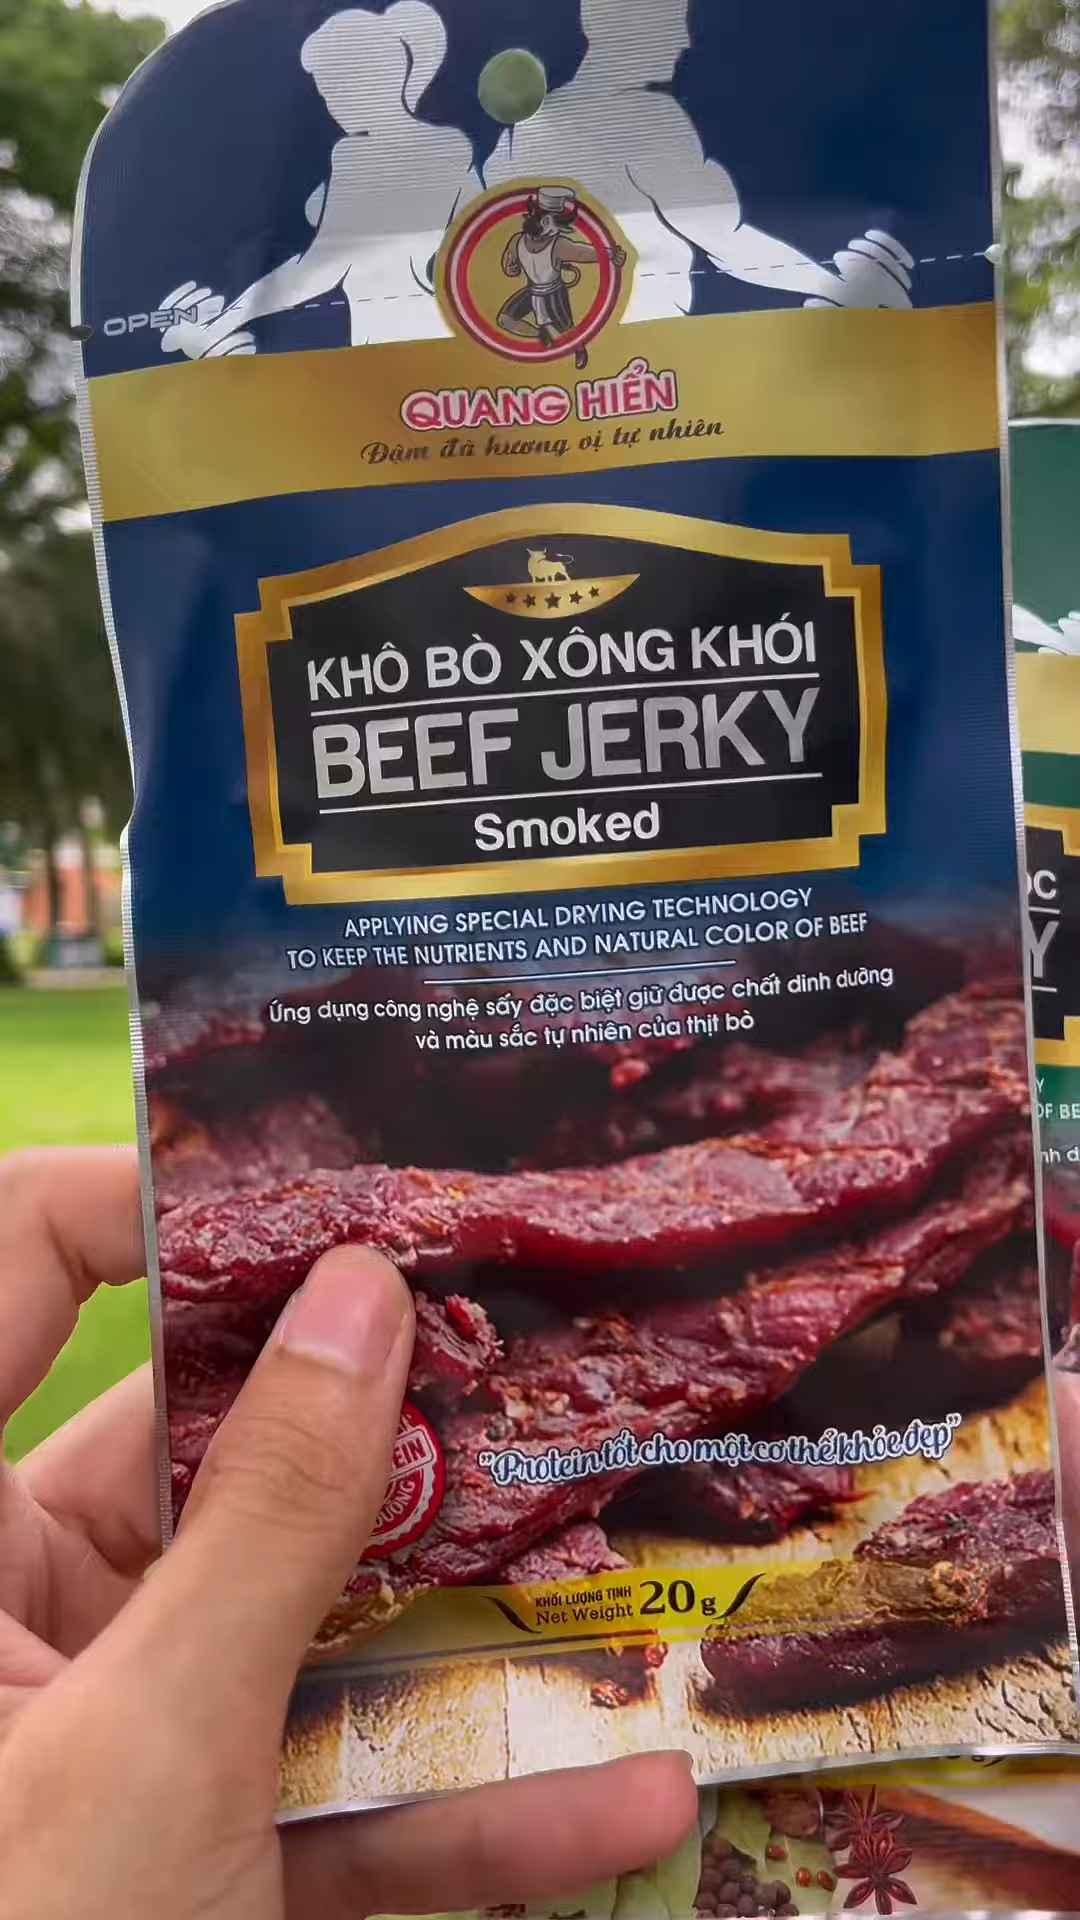 OPEN
QUANG HIỂN
Đậm đà hương vị tự nhiên
KHÔ BÒ XÔNG KHÓI
BEEF JERKY
Smoked
APPLYING SPECIAL DRYING TECHNOLOGY
TO KEEP THE NUTRIENTS AND NATURAL COLOR OF BEEF
Ứng dụng công nghệ sấy đặc biệt giữ được chất dinh dưỡng
và màu sắc tự nhiên của thịt bò
"Protein tốt cho một cơ thể khỏe đẹp"
KHỐI LƯỢNG TỊNH
Net Weight 20 g
OF BE